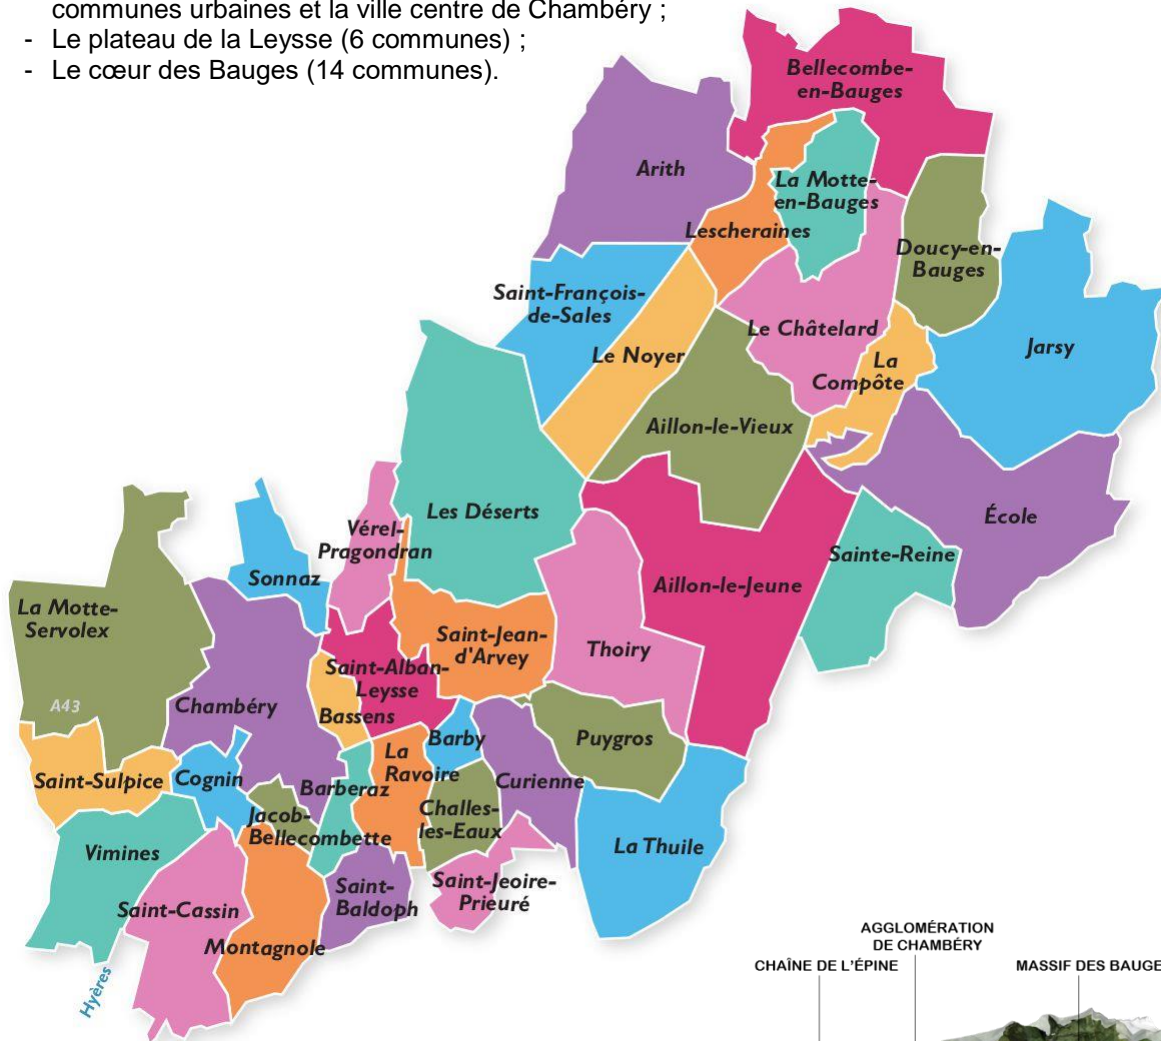 communes urbaines et la ville centre de Chambéry ;
- Le plateau de la Leysse (6 communes) ;
- Le cœur des Bauges (14 communes).
Bellecombe-
en-Bauges
Arith
La Motte-
en-Bauges
Lescheraines
Doucy-en-
Bauges
Saint-François-
de-Sales
Le Châtelard
Jarsy
Le Noyer
La
Compôte
Aillon-le-Vieux
Les Déserts
École
Vérel-
Pragondran
Sainte-Reine
Sonnaz
Aillon-le-Jeune
La Motte-
Servolex
Saint-Jean-
d'Arvey
Thoiry
Saint-Alban-
Leysse
A43
Chambéry
Bassens
Barby
Puygros
La
Ravoire
Saint-Sulpice
Cognin
Barberaz
Curienne
Jacob-
Bellecombette
Challes-
les-Eaux
La Thuile
Vimines
Saint-
Baldoph
Saint-Jeoire-
Prieuré
Saint-Cassin
Montagnole
Hyères
AGGLOMÉRATION
DE CHAMBÉRY
CHAÎNE DE L'ÉPINE
MASSIF DES BAUGE